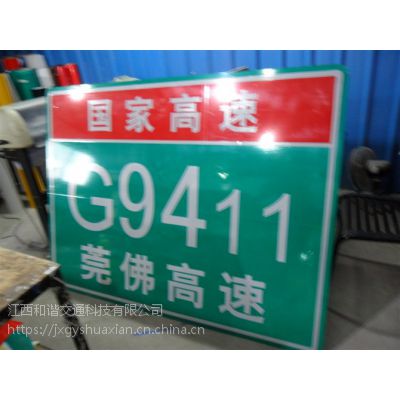 国家高速
G9411
莞佛高速
江西和谐交通科技有限公司
https://jxgyshuaxian.cn.china.cn